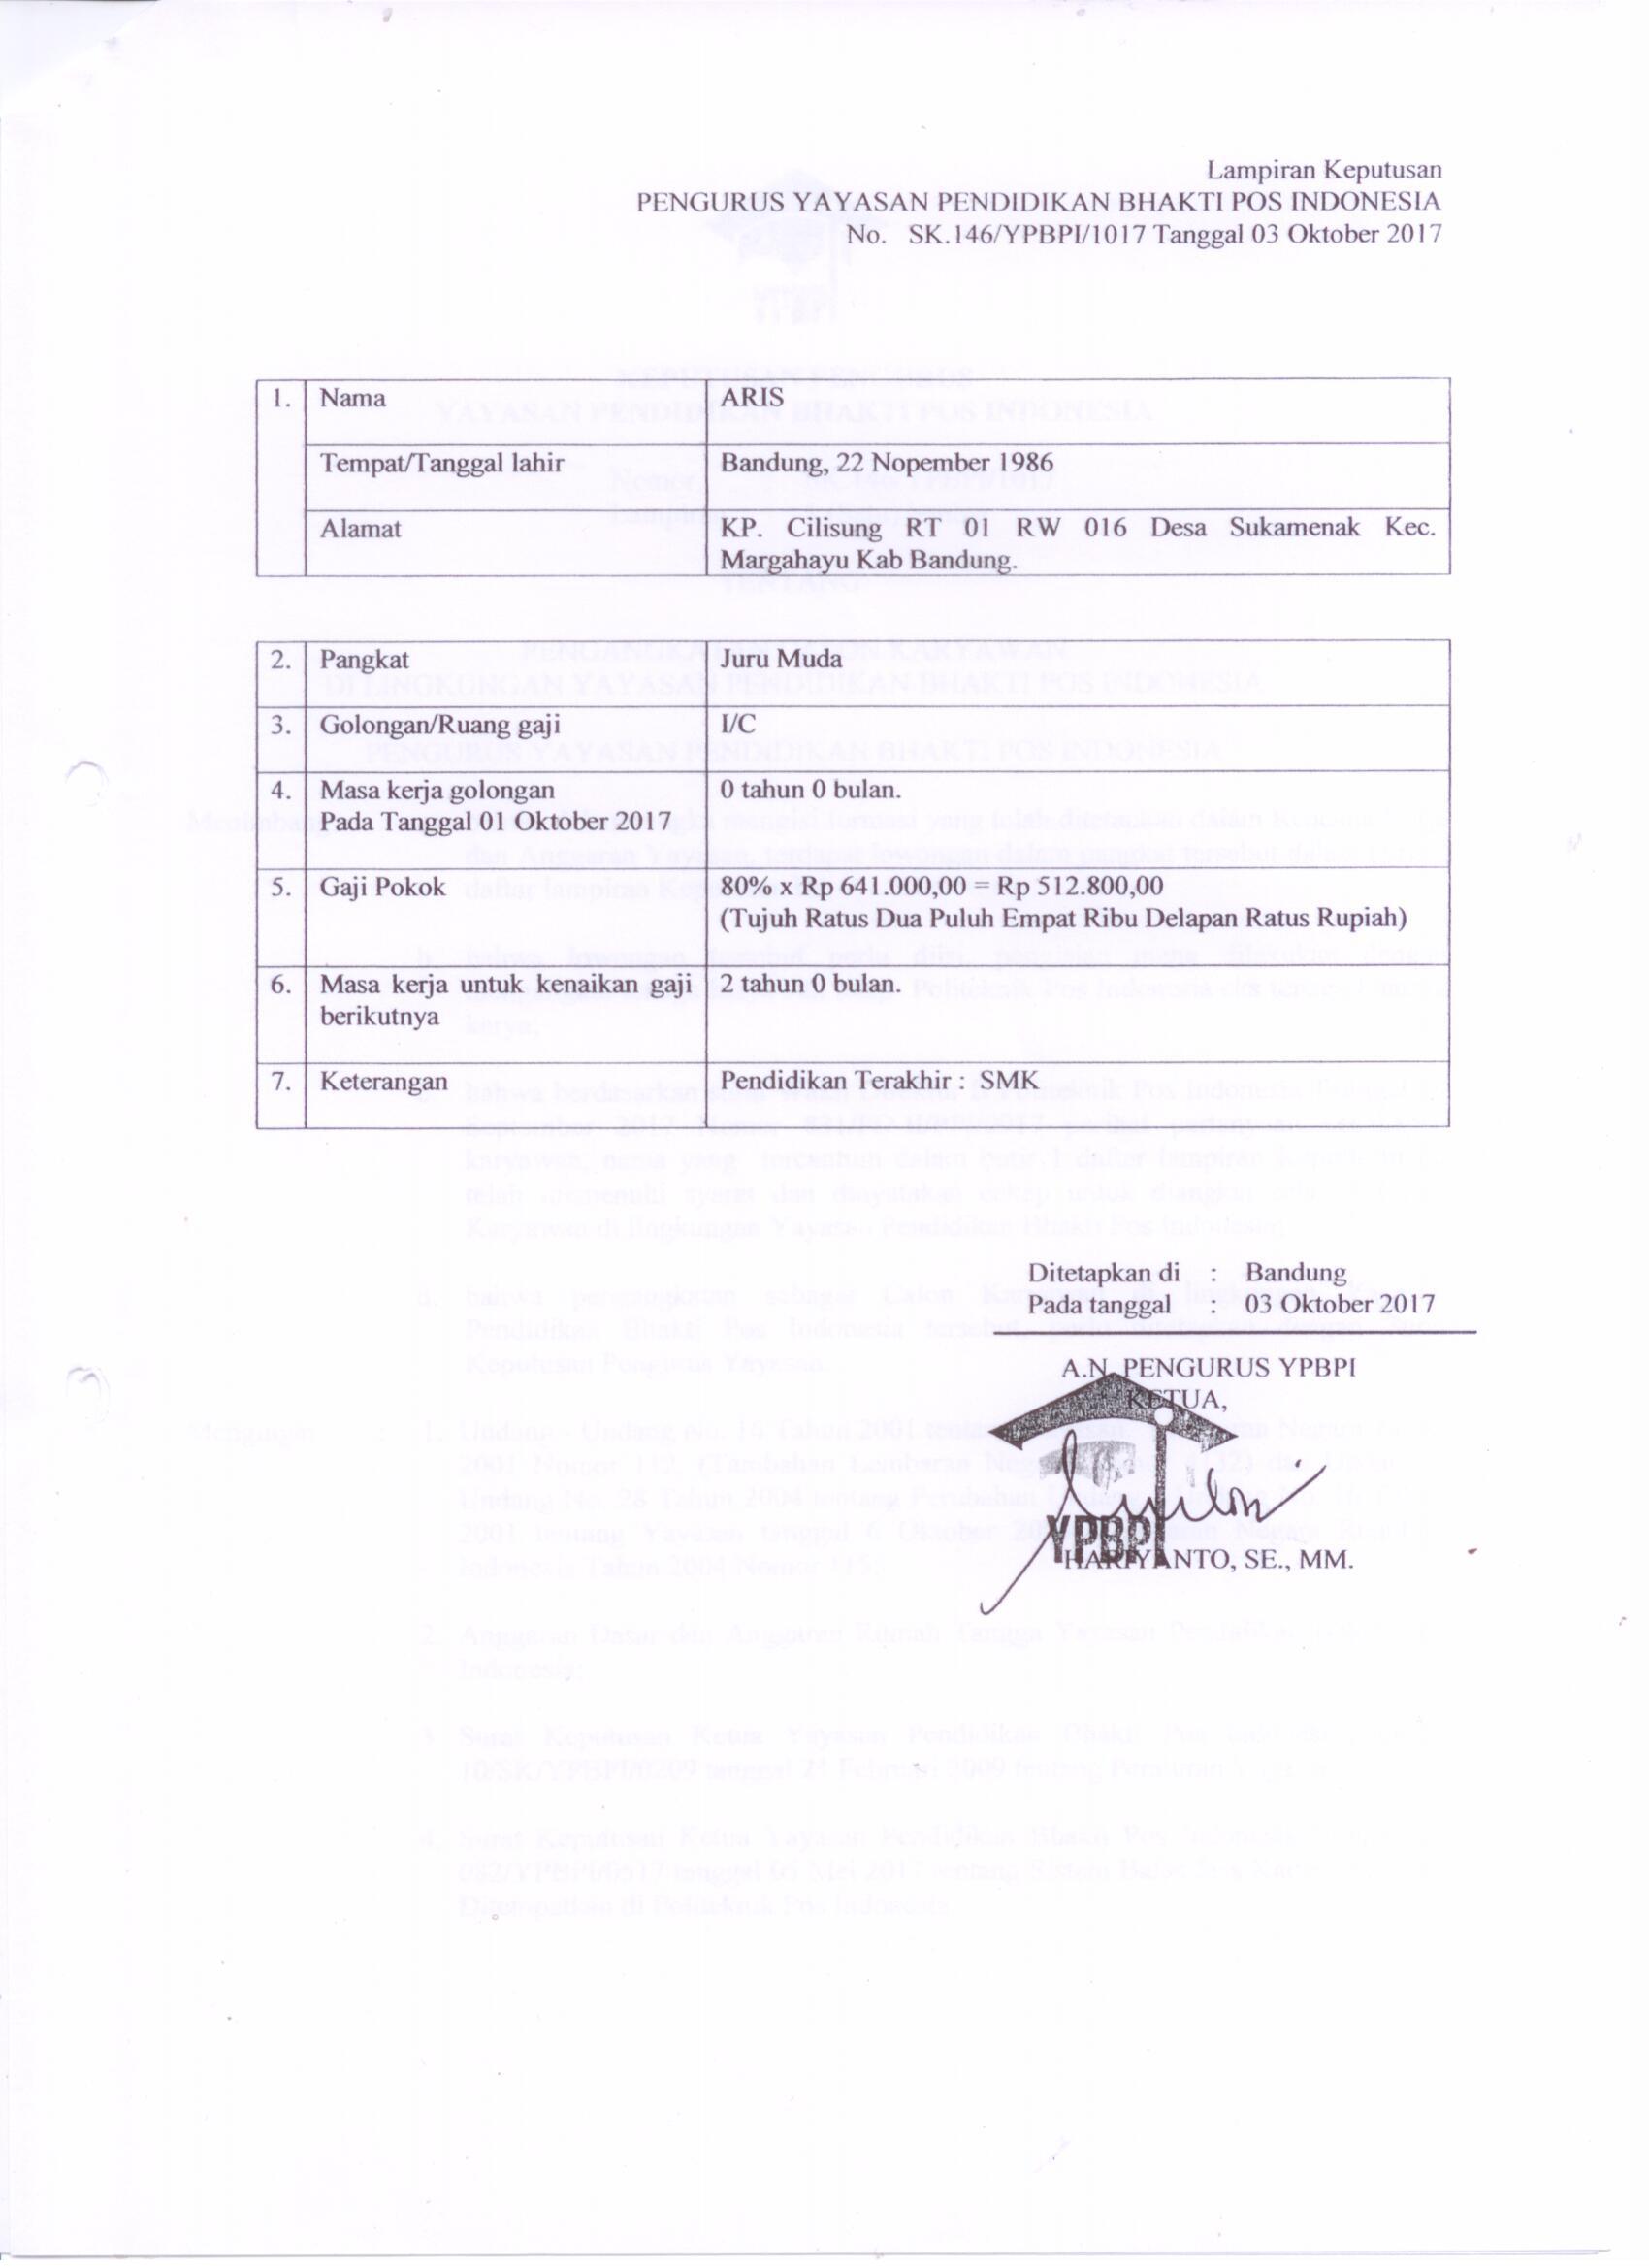 Lampiran Keputusan
PENGURUS YAYASAN PENDIDIKAN BHAKTI POS INDONESIA
No. SK.146/YPBPI/1017 Tanggal 03 Oktober 2017
1. Nama ARIS
Tempat/Tanggal lahir Bandung, 22 Nopember 1986
Alamat KP. Cilisung RT 01 RW 016 Desa Sukamenak Kec.
Margahayu Kab Bandung.
2. Pangkat Juru Muda
3. Golongan/Ruang gaji I/C
4. Masa kerja golongan 0 tahun 0 bulan.
Pada Tanggal 01 Oktober 2017
5. Gaji Pokok 80% x Rp 641.000,00 = Rp 512.800,00
(Tujuh Ratus Dua Puluh Empat Ribu Delapan Ratus Rupiah)
6. Masa kerja untuk kenaikan gaji 2 tahun 0 bulan.
berikutnya
7. Keterangan Pendidikan Terakhir : SMK
Ditetapkan di : Bandung
Pada tanggal : 03 Oktober 2017
A.N. PENGURUS YPBPI
KETUA,
YPBPI
HARIYANTO, SE., MM.